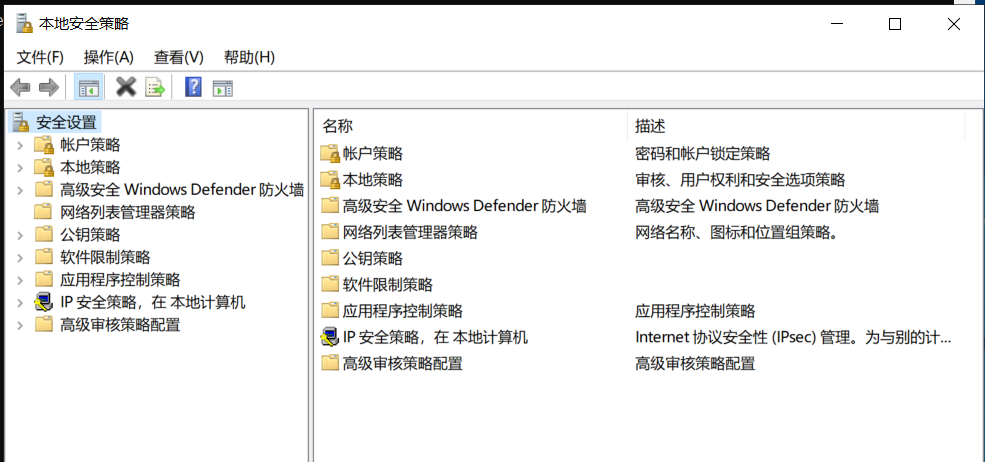 本地安全策略
文件(F) 操作(A) 查看(V) 帮助(H)
安全设置
帐户策略
本地策略
高级安全 Windows Defender 防火墙
网络列表管理器策略
公钥策略
软件限制策略
应用程序控制策略
IP 安全策略，在 本地计算机
高级审核策略配置
名称 描述
帐户策略 密码和帐户锁定策略
本地策略 审核、用户权利和安全选项策略
高级安全 Windows Defender 防火墙 高级安全 Windows Defender 防火墙
网络列表管理器策略 网络名称、图标和位置组策略。
公钥策略
软件限制策略
应用程序控制策略 应用程序控制策略
IP 安全策略，在 本地计算机 Internet 协议安全性 (IPsec) 管理。为与别的计...
高级审核策略配置 高级审核策略配置